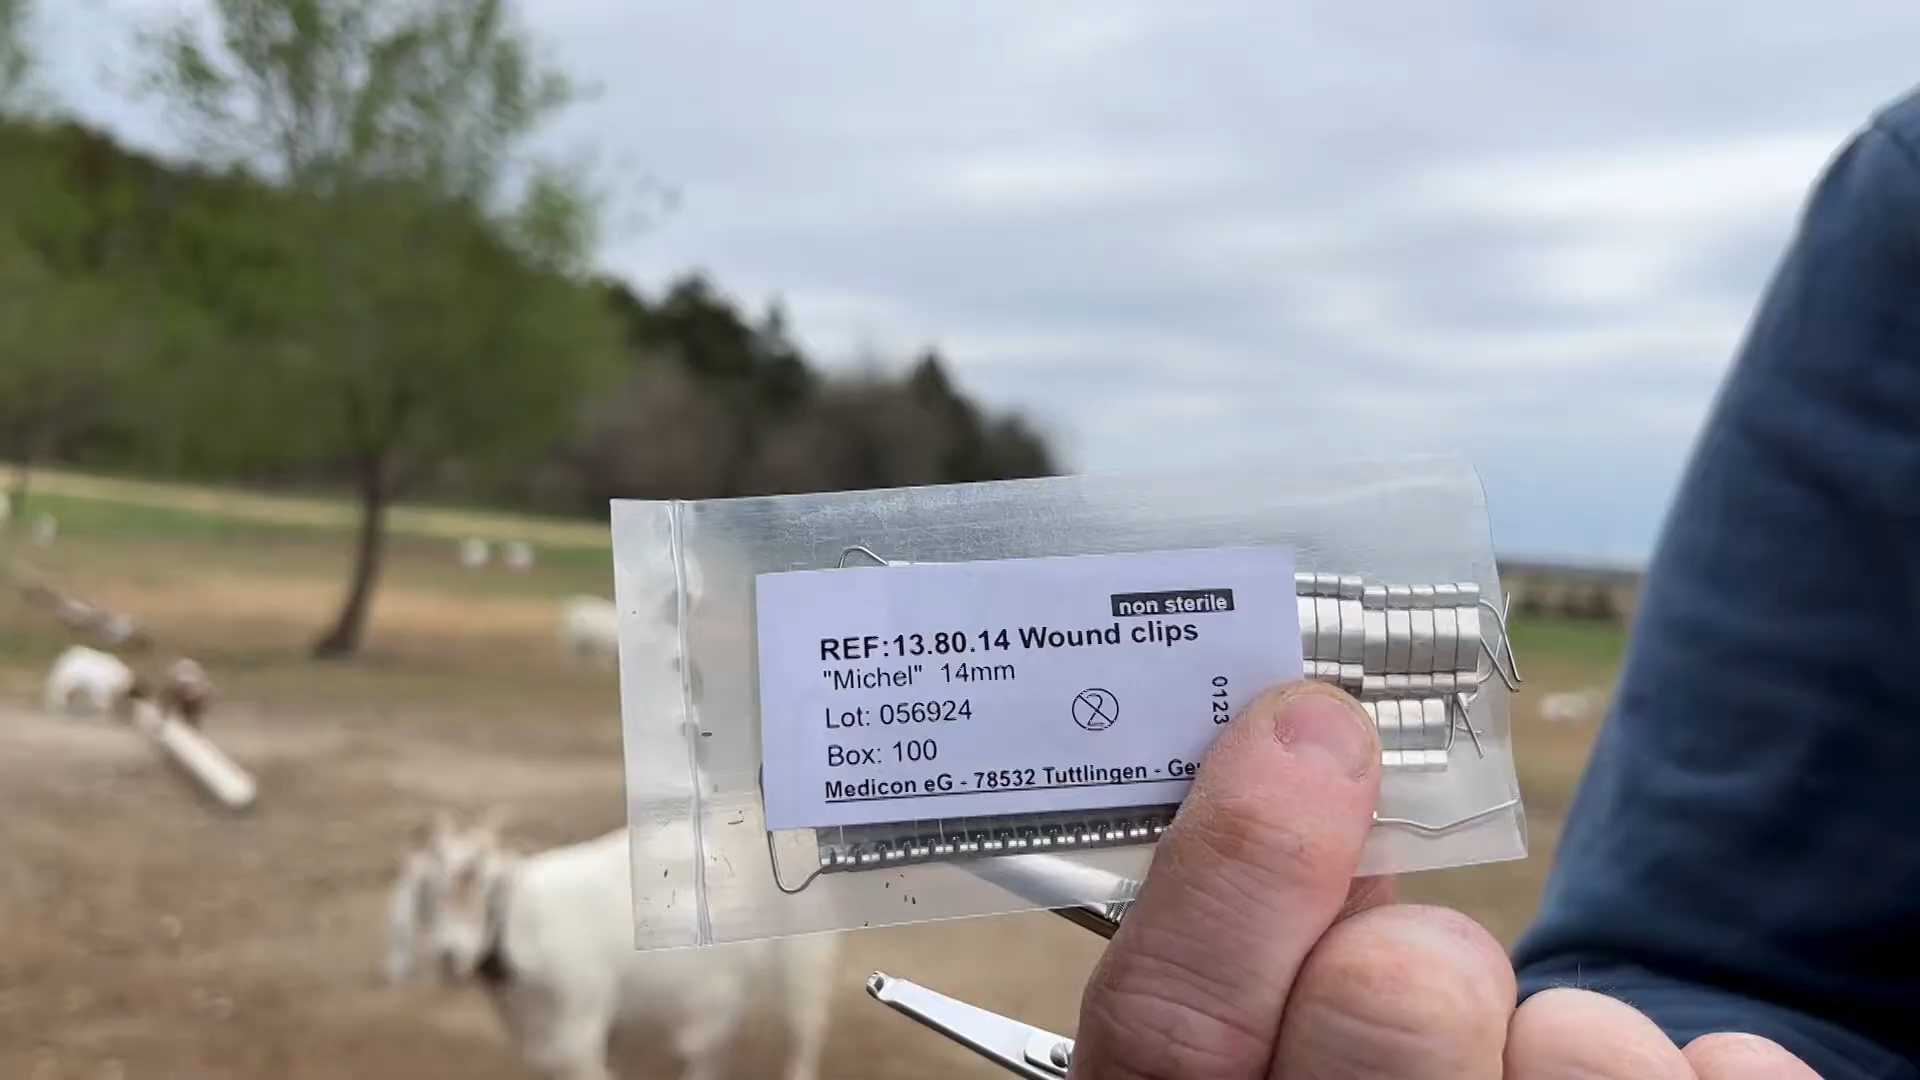 non sterile
REF:13.80.14 Wound clips
"Michel" 14mm
Lot: 056924
2
0123
Box: 100
Medicon eG - 78532 Tuttlingen -